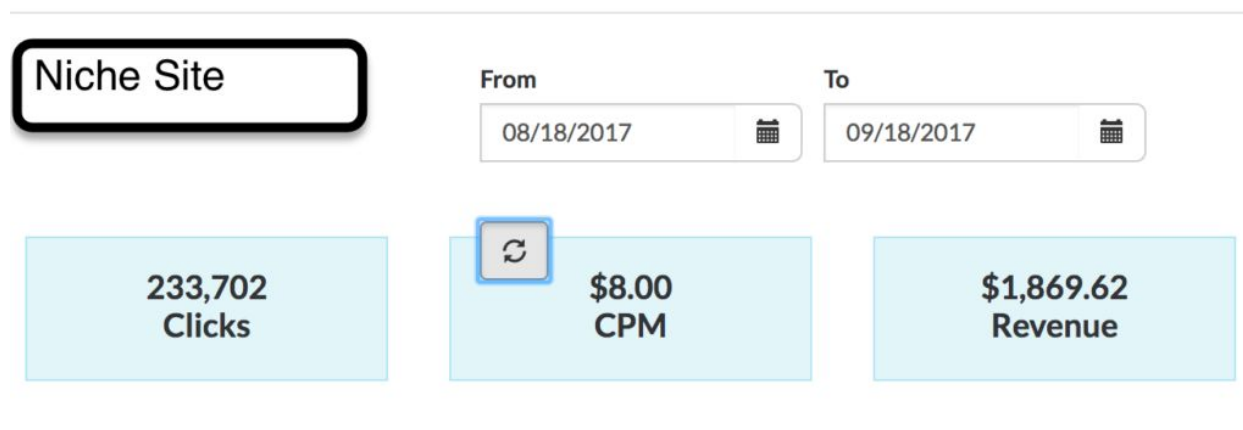 Niche Site
From
To
08/18/2017
09/18/2017
233,702
Clicks
$8.00
CPM
$1,869.62
Revenue